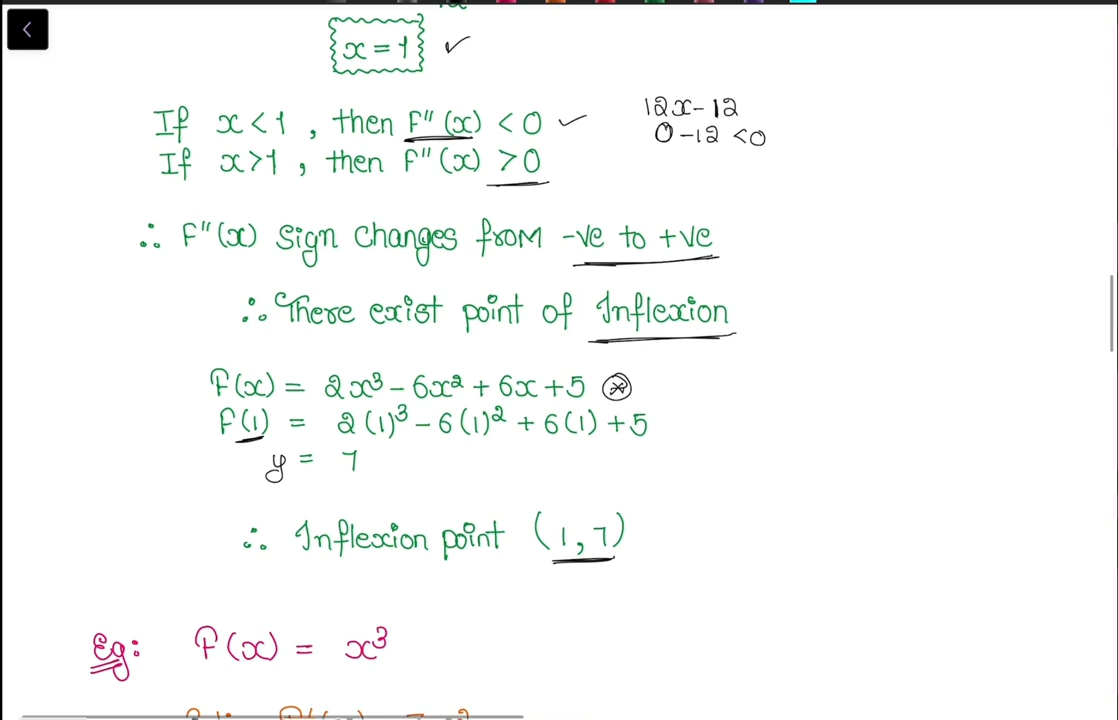 x = 1 ✓
If x < 1 , then F''(x) < 0 ✓
12x - 12
0 - 12 < 0
If x > 1 , then F''(x) > 0
∴ F''(x) Sign Changes from -ve to +ve
∴ There exist point of Inflexion
F(x) = 2x³ - 6x² + 6x + 5 ⊛
F(1) = 2(1)³ - 6(1)² + 6(1) + 5
y = 7
∴ Inflexion point (1,7)
Eg: F(x) = x³